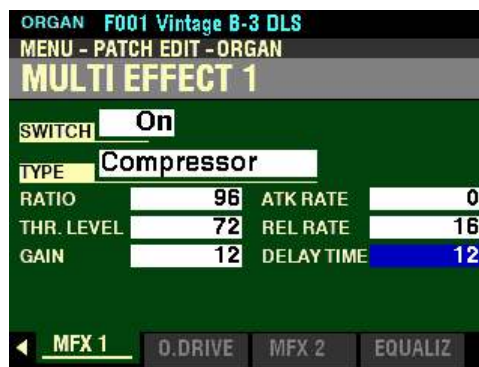 ORGAN F001 Vintage B-3 DLS
MENU - PATCH EDIT - ORGAN
MULTI EFFECT 1
SWITCH On
TYPE Compressor
RATIO 96 ATK RATE 0
THR. LEVEL 72 REL RATE 16
GAIN 12 DELAY TIME 12
MFX 1 O.DRIVE MFX 2 EQUALIZ